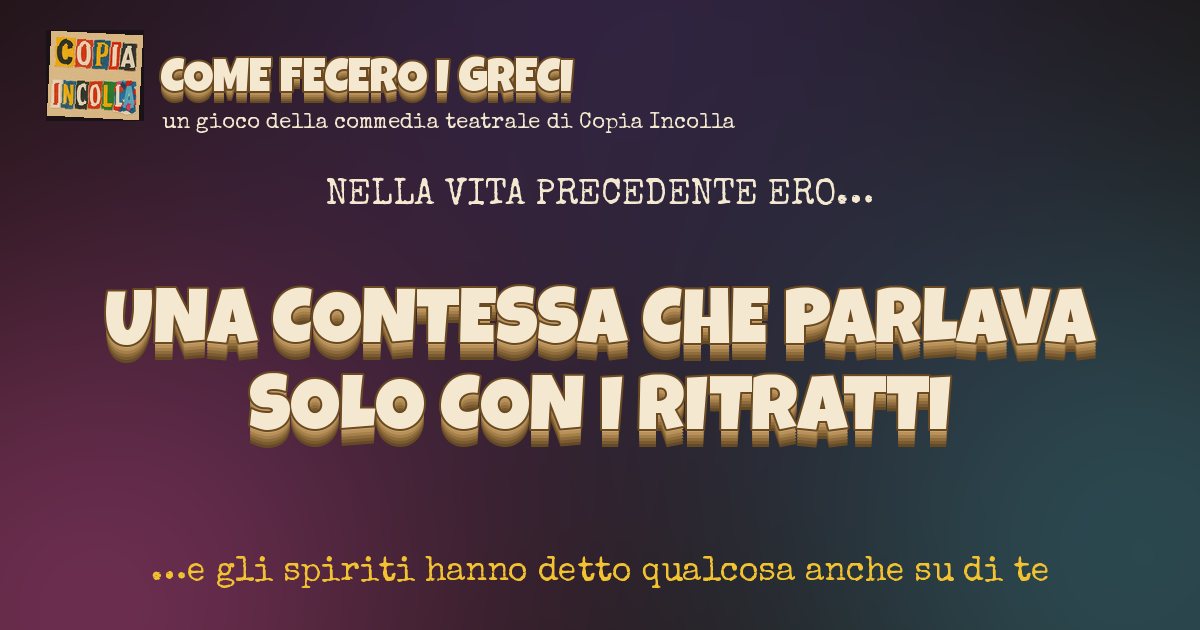 COPIA
INCOLLA
COME FECERO I GRECI
un gioco della commedia teatrale di Copia Incolla
NELLA VITA PRECEDENTE ERO...
UNA CONTESSA CHE PARLAVA
SOLO CON I RITRATTI
...e gli spiriti hanno detto qualcosa anche su di te